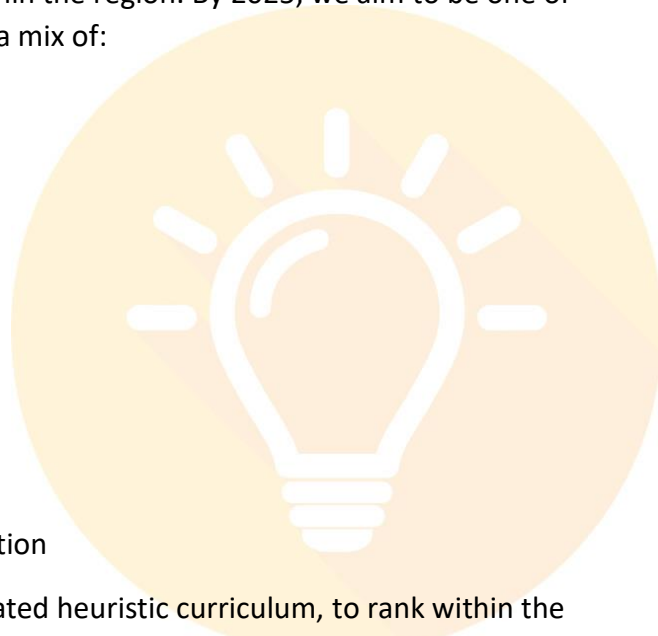 in the region. By 2025, we aim to be one of
a mix of:
tion
ated heuristic curriculum, to rank within the